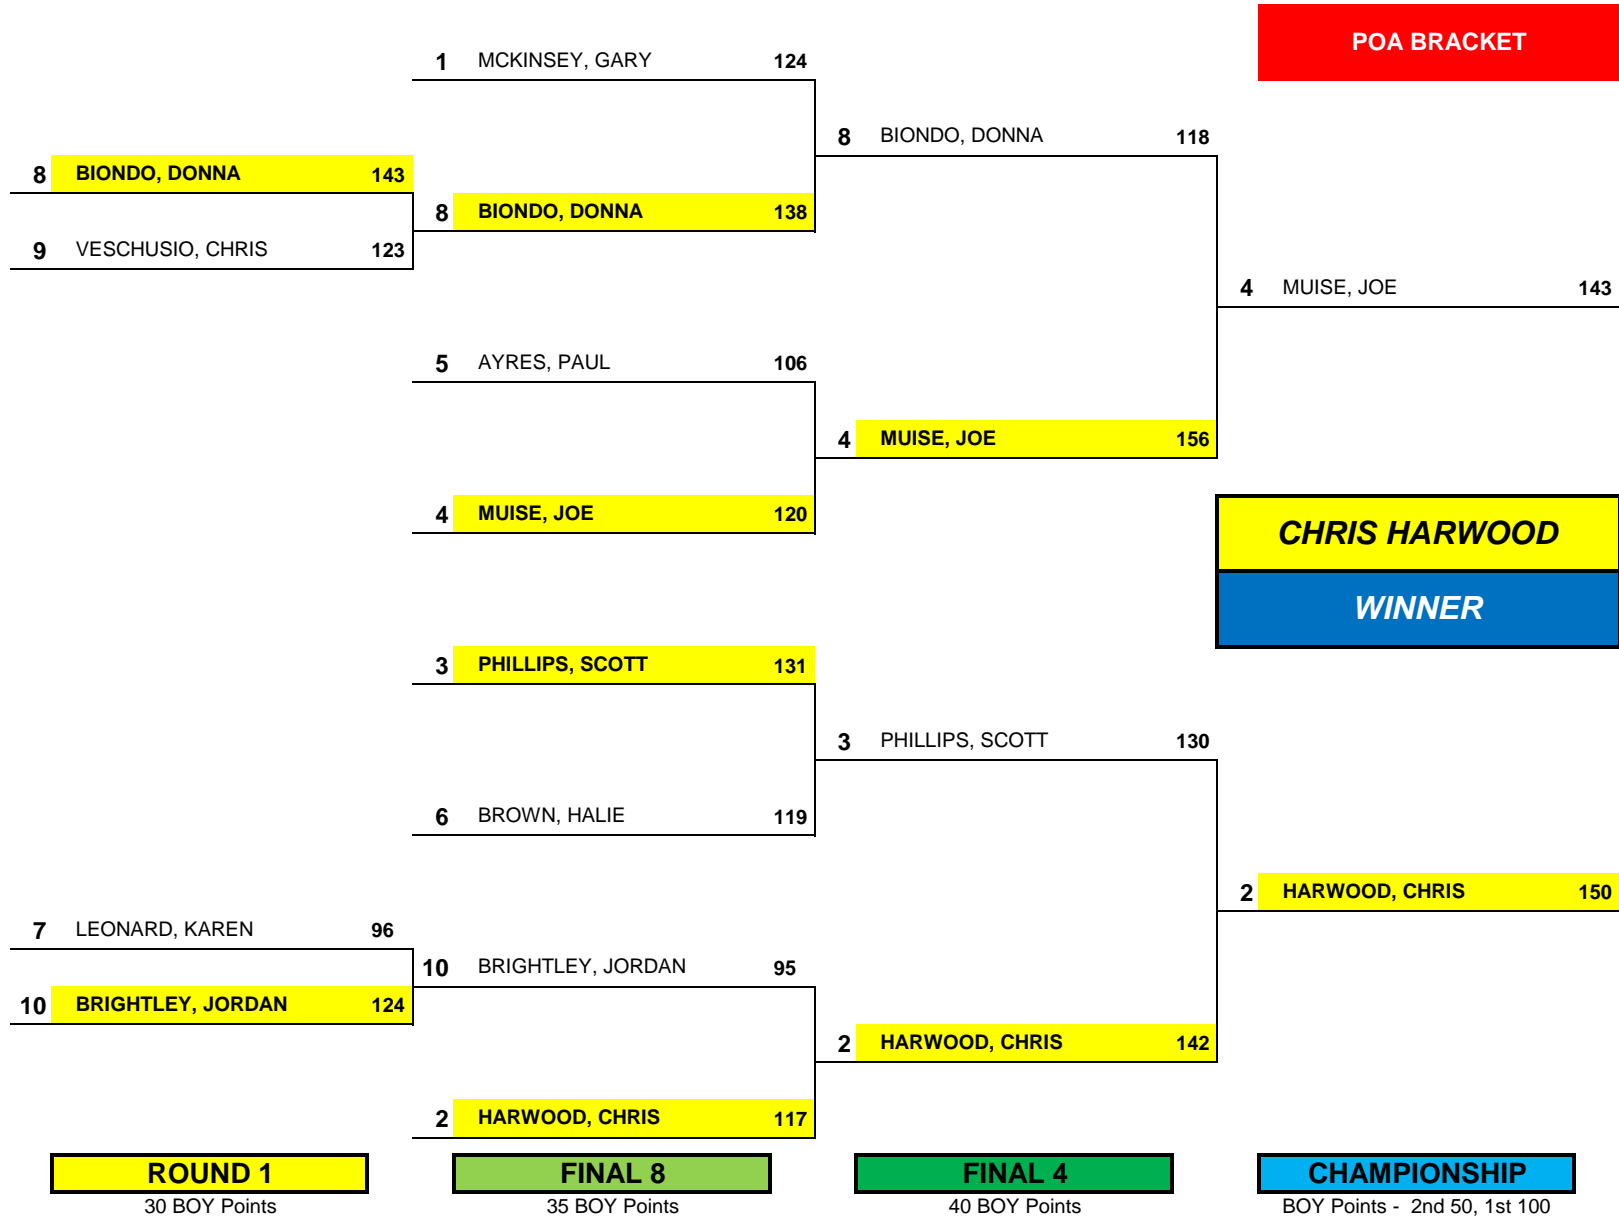 POA BRACKET
1 MCKINSEY, GARY 124
8 BIONDO, DONNA 118
8 BIONDO, DONNA 143
8 BIONDO, DONNA 138
9 VESCHUSIO, CHRIS 123
4 MUISE, JOE 143
5 AYRES, PAUL 106
4 MUISE, JOE 156
4 MUISE, JOE 120
CHRIS HARWOOD
WINNER
3 PHILLIPS, SCOTT 131
3 PHILLIPS, SCOTT 130
6 BROWN, HALIE 119
2 HARWOOD, CHRIS 150
7 LEONARD, KAREN 96
10 BRIGHTLEY, JORDAN 95
10 BRIGHTLEY, JORDAN 124
2 HARWOOD, CHRIS 142
2 HARWOOD, CHRIS 117
ROUND 1 FINAL 8 FINAL 4 CHAMPIONSHIP
30 BOY Points 35 BOY Points 40 BOY Points BOY Points - 2nd 50, 1st 100